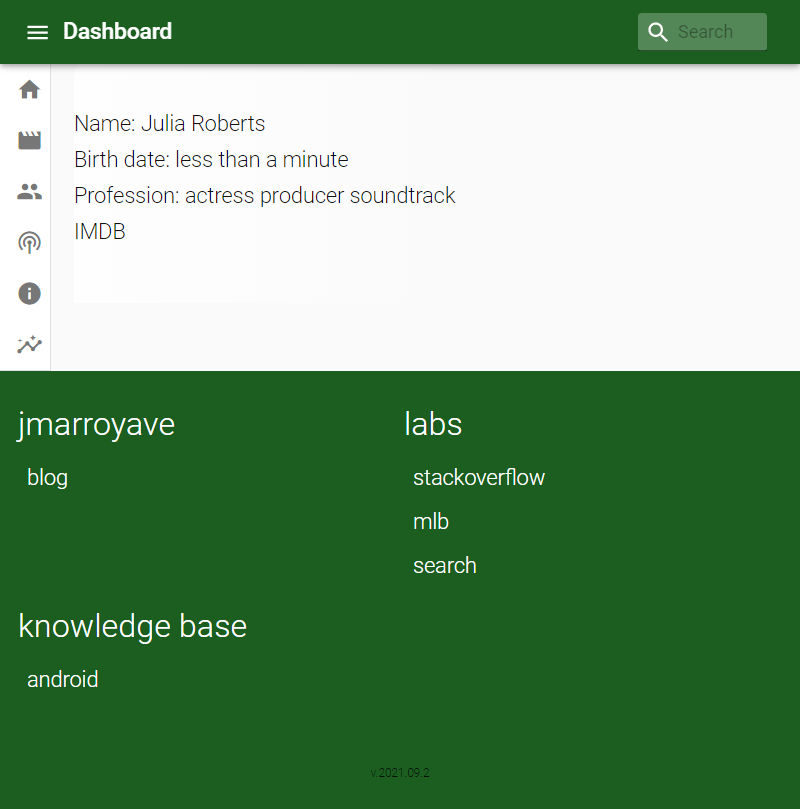 Dashboard
Search
Name: Julia Roberts
Birth date: less than a minute
Profession: actress producer soundtrack
IMDB
jmarroyave
blog
labs
stackoverflow
mlb
search
knowledge base
android
v.2021.09.2